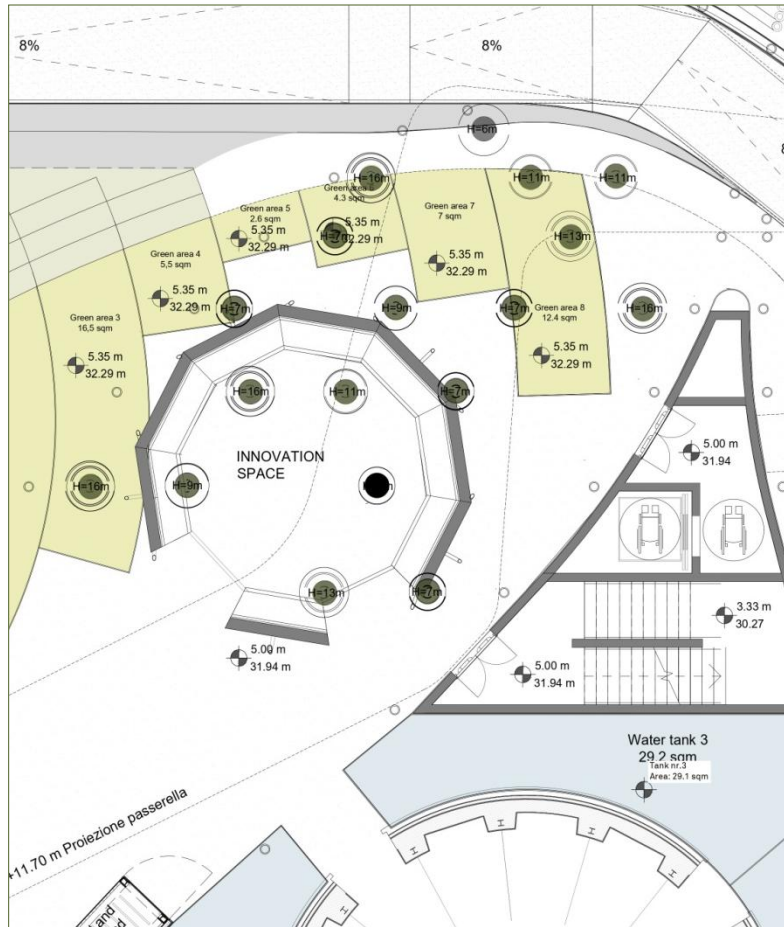 8%
8%
8
H=6m
H=16m
H=11m
H=11m
Green area 6
4.3 sqm
Green area 5
2.6 sqm
Green area 7
7 sqm
5.35 m
32.29 m
5.35 m
32.29 m
H=7m
H=13m
Green area 4
5,5 sqm
5.35 m
32.29 m
5.35 m
32.29 m
H=7m
H=9m
H=7m
Green area 8
12.4 sqm
H=16m
Green area 3
16,5 sqm
5.35 m
32.29 m
5.35 m
32.29 m
H=16m
H=11m
H=7m
INNOVATION
SPACE
5.00 m
31.94
H=16m
H=9m
H=13m
H=7m
3.33 m
30.27
5.00 m
31.94 m
5.00 m
31.94 m
Water tank 3
29.2 sqm
Tank nr.3
Area: 29.1 sqm
+11.70 m Proiezione passerella
H
H
H
H
H
H
and